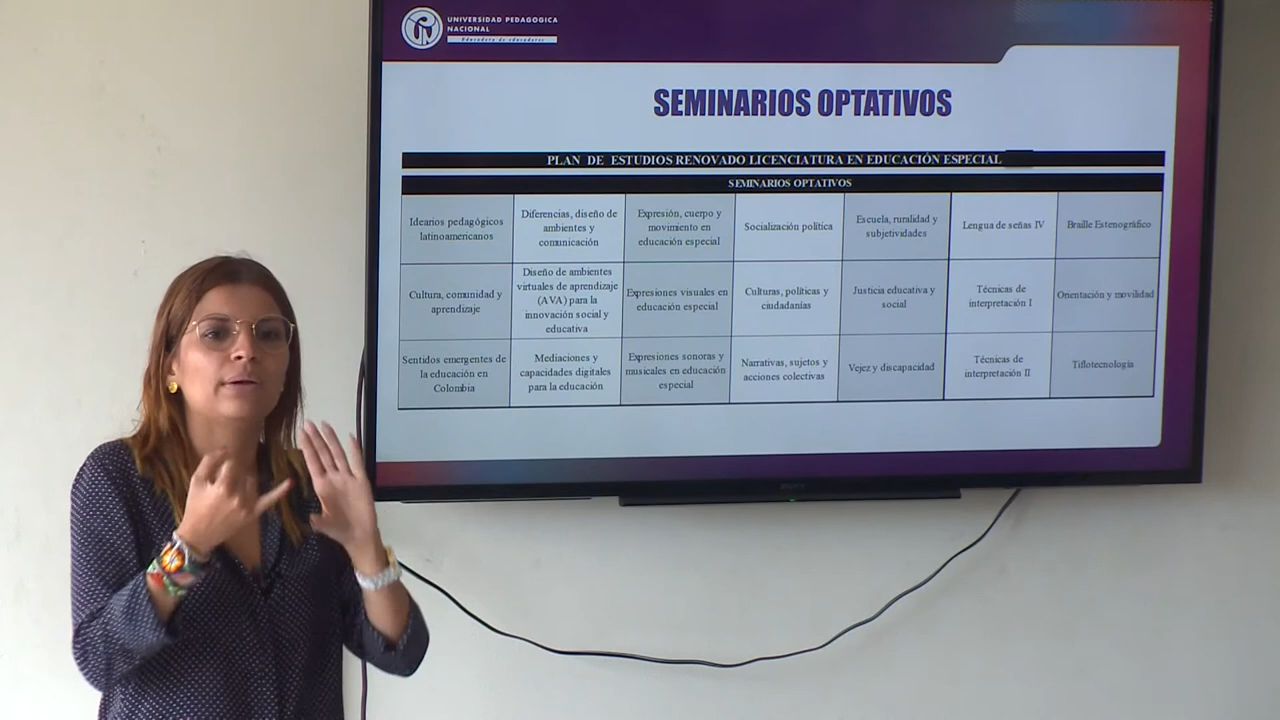 UNIVERSIDAD PEDAGOGICA
NACIONAL
Educadora de educadores
SEMINARIOS OPTATIVOS
PLAN DE ESTUDIOS RENOVADO LICENCIATURA EN EDUCACIÓN ESPECIAL
SEMINARIOS OPTATIVOS
Idearios pedagógicos
latinoamericanos
Diferencias, diseño de
ambientes y
comunicación
Expresión, cuerpo y
movimiento en
educación especial
Socialización política
Escuela, ruralidad y
subjetividades
Lengua de señas IV
Braille Estenográfico
Cultura, comunidad y
aprendizaje
Diseño de ambientes
virtuales de aprendizaje
(AVA) para la
innovación social y
educativa
Expresiones visuales en
educación especial
Culturas, políticas y
ciudadanías
Justicia educativa y
social
Técnicas de
interpretación I
Orientación y movilidad
Sentidos emergentes de
la educación en
Colombia
Mediaciones y
capacidades digitales
para la educación
Expresiones sonoras y
musicales en educación
especial
Narrativas, sujetos y
acciones colectivas
Vejez y discapacidad
Técnicas de
interpretación II
Tiflotecnología
SONY